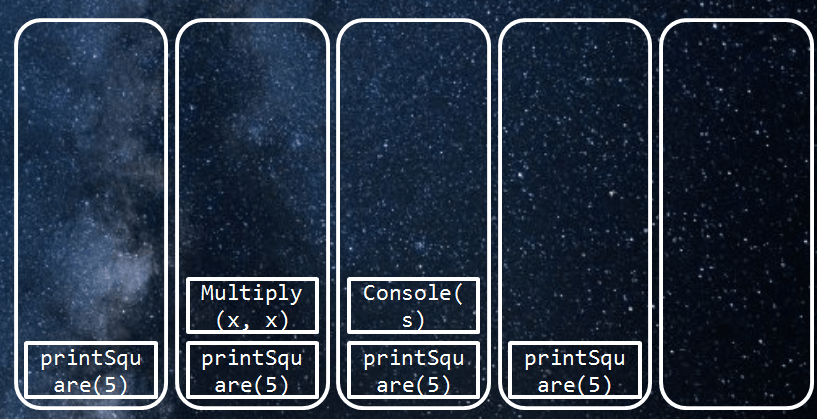 Multiply
(x, x)
Console(
s)
printSqu
are(5)
printSqu
are(5)
printSqu
are(5)
printSqu
are(5)